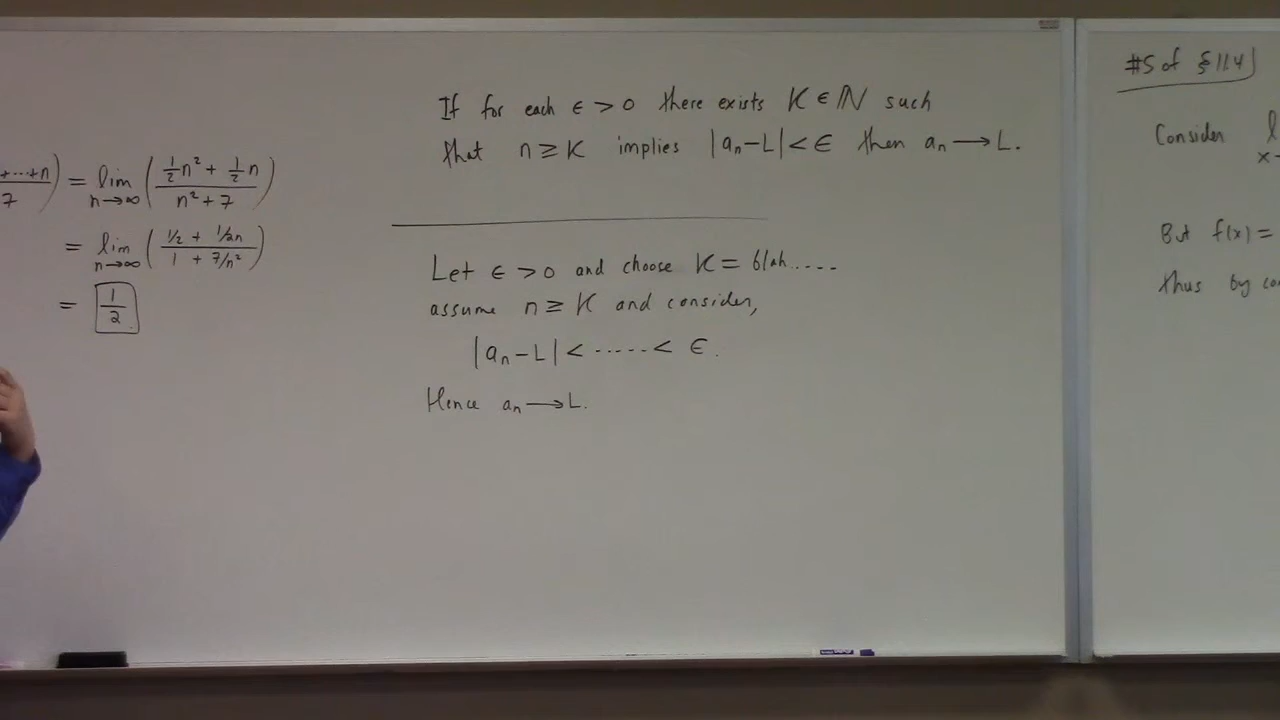 +⋯+n / 7) = lim n→∞ (½n² + ½n / n² + 7)
= lim n→∞ (1/2 + 1/2n / 1 + 7/n²)
= 1/2
If for each ϵ > 0 there exists K ∈ ℕ such
that n ≥ K implies |aₙ − L| < ϵ then aₙ → L.
Let ϵ > 0 and choose K = blah.....
assume n ≥ K and consider,
|aₙ − L| < ..... < ϵ.
Hence aₙ → L.
#5 of §11.4
Consider
x→
But f(x) =
thus by